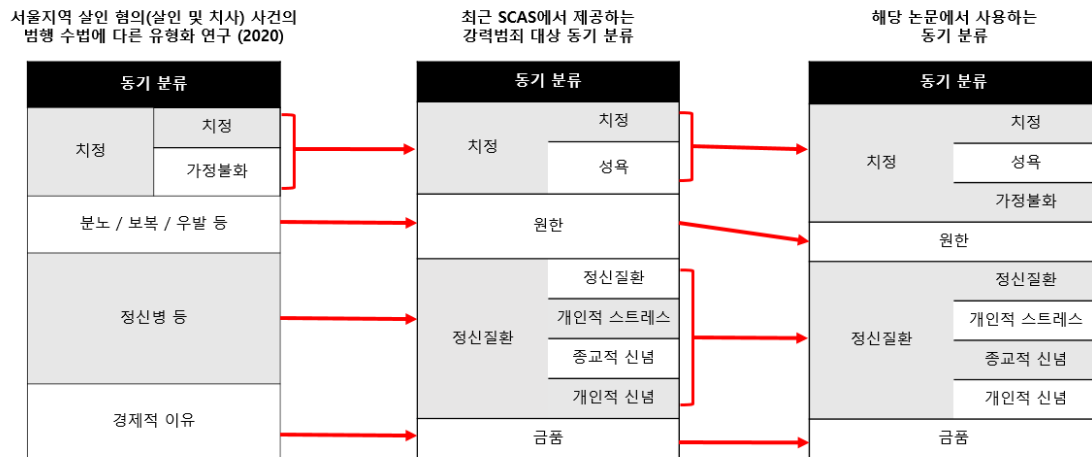 서울지역 살인 혐의(살인 및 치사) 사건의
범행 수법에 다른 유형화 연구 (2020)
동기 분류
치정
치정
가정불화
분노 / 보복 / 우발 등
정신병 등
경제적 이유
최근 SCAS에서 제공하는
강력범죄 대상 동기 분류
동기 분류
치정
치정
성욕
원한
정신질환
정신질환
개인적 스트레스
종교적 신념
개인적 신념
금품
해당 논문에서 사용하는
동기 분류
동기 분류
치정
치정
성욕
가정불화
원한
정신질환
정신질환
개인적 스트레스
종교적 신념
개인적 신념
금품